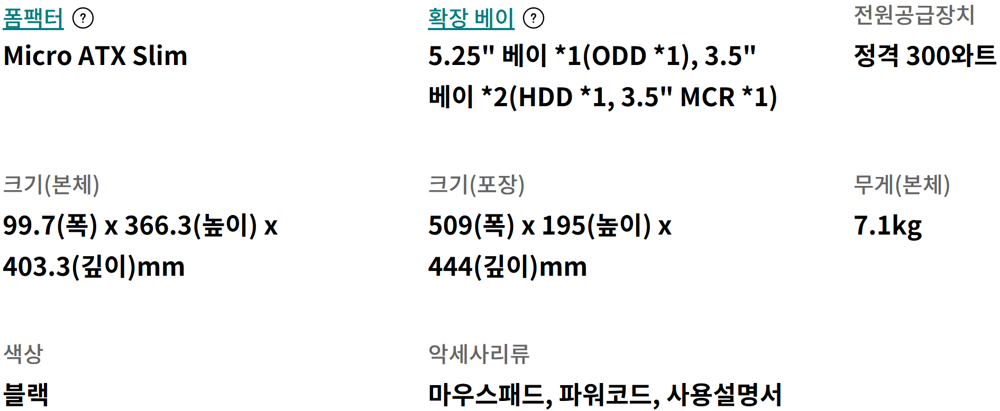 폼팩터 ?
Micro ATX Slim
확장 베이 ?
5.25" 베이 *1(ODD *1), 3.5"
베이 *2(HDD *1, 3.5" MCR *1)
전원공급장치
정격 300와트
크기(본체)
99.7(폭) x 366.3(높이) x
403.3(깊이)mm
크기(포장)
509(폭) x 195(높이) x
444(깊이)mm
무게(본체)
7.1kg
색상
블랙
악세사리류
마우스패드, 파워코드, 사용설명서